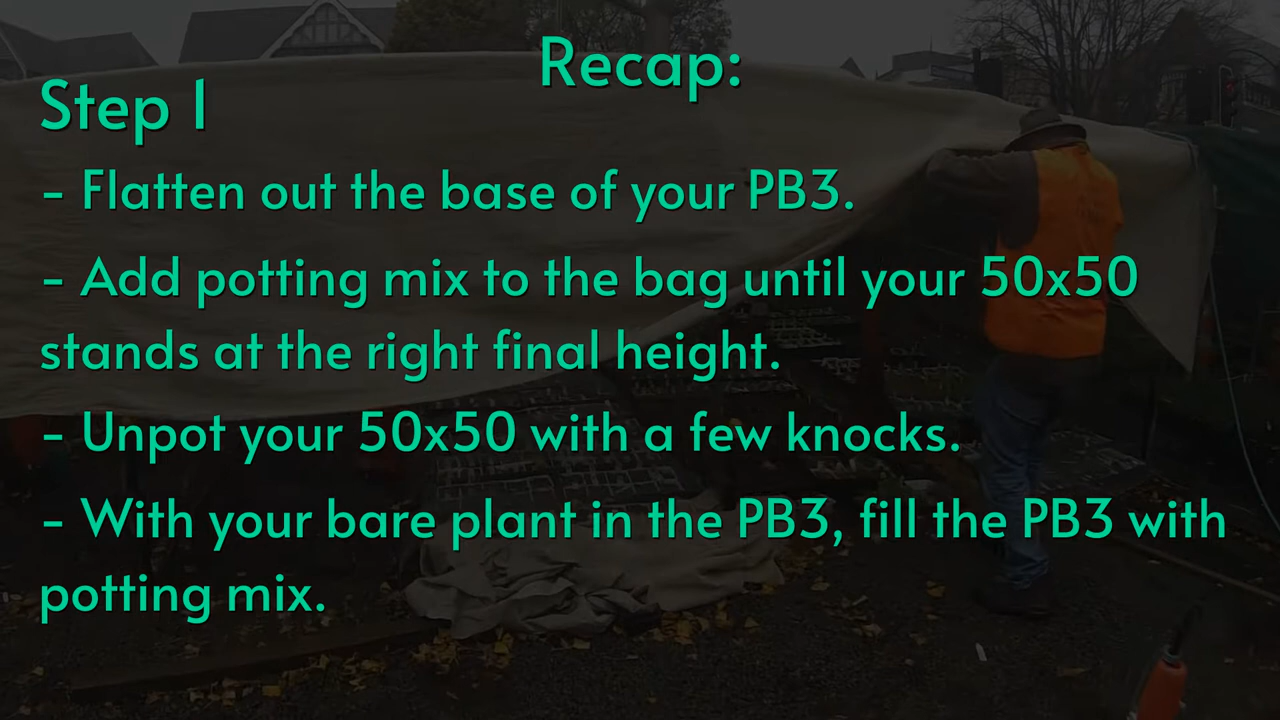 Recap:
Step 1
- Flatten out the base of your PB3.
- Add potting mix to the bag until your 50x50
stands at the right final height.
- Unpot your 50x50 with a few knocks.
- With your bare plant in the PB3, fill the PB3 with
potting mix.